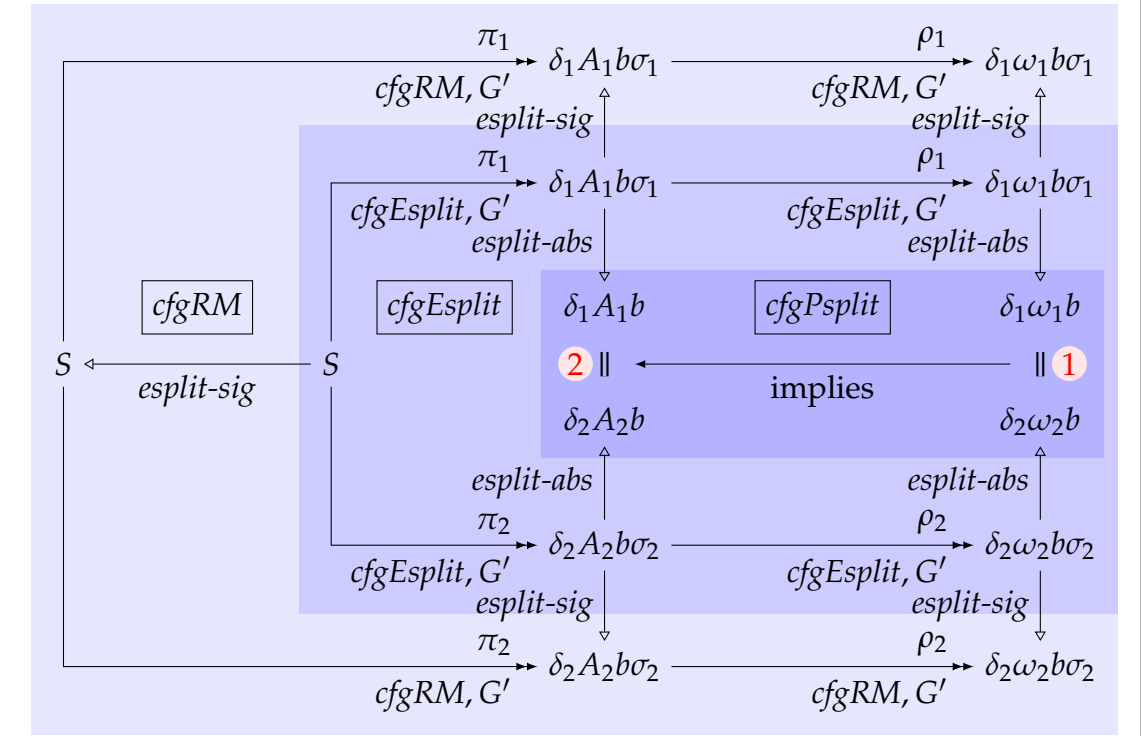 π₁ ρ₁
δ₁A₁bσ₁ δ₁ω₁bσ₁
cfgRM, G′ cfgRM, G′
esplit-sig esplit-sig
π₁ ρ₁
δ₁A₁bσ₁ δ₁ω₁bσ₁
cfgEsplit, G′ cfgEsplit, G′
esplit-abs esplit-abs
cfgRM cfgEsplit δ₁A₁b cfgPsplit δ₁ω₁b
S S 2 || || 1
esplit-sig implies
δ₂A₂b δ₂ω₂b
esplit-abs esplit-abs
π₂ ρ₂
δ₂A₂bσ₂ δ₂ω₂bσ₂
cfgEsplit, G′ cfgEsplit, G′
esplit-sig esplit-sig
π₂ ρ₂
δ₂A₂bσ₂ δ₂ω₂bσ₂
cfgRM, G′ cfgRM, G′